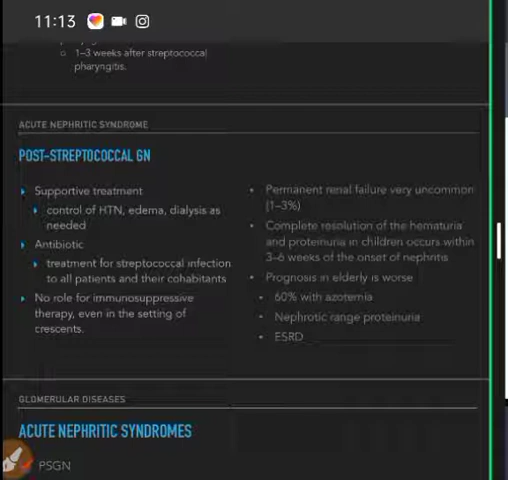 11:13
1–3 weeks after streptococcal
pharyngitis.
ACUTE NEPHRITIC SYNDROME
POST-STREPTOCOCCAL GN
Supportive treatment
control of HTN, edema, dialysis as
needed
Antibiotic
treatment for streptococcal infection
to all patients and their cohabitants
No role for immunosuppressive
therapy, even in the setting of
crescents.
Permanent renal failure very uncommon
(1–3%)
Complete resolution of the hematuria
and proteinuria in children occurs within
3–6 weeks of the onset of nephritis
Prognosis in elderly is worse
60% with azotemia
Nephrotic range proteinuria
ESRD
GLOMERULAR DISEASES
ACUTE NEPHRITIC SYNDROMES
PSGN